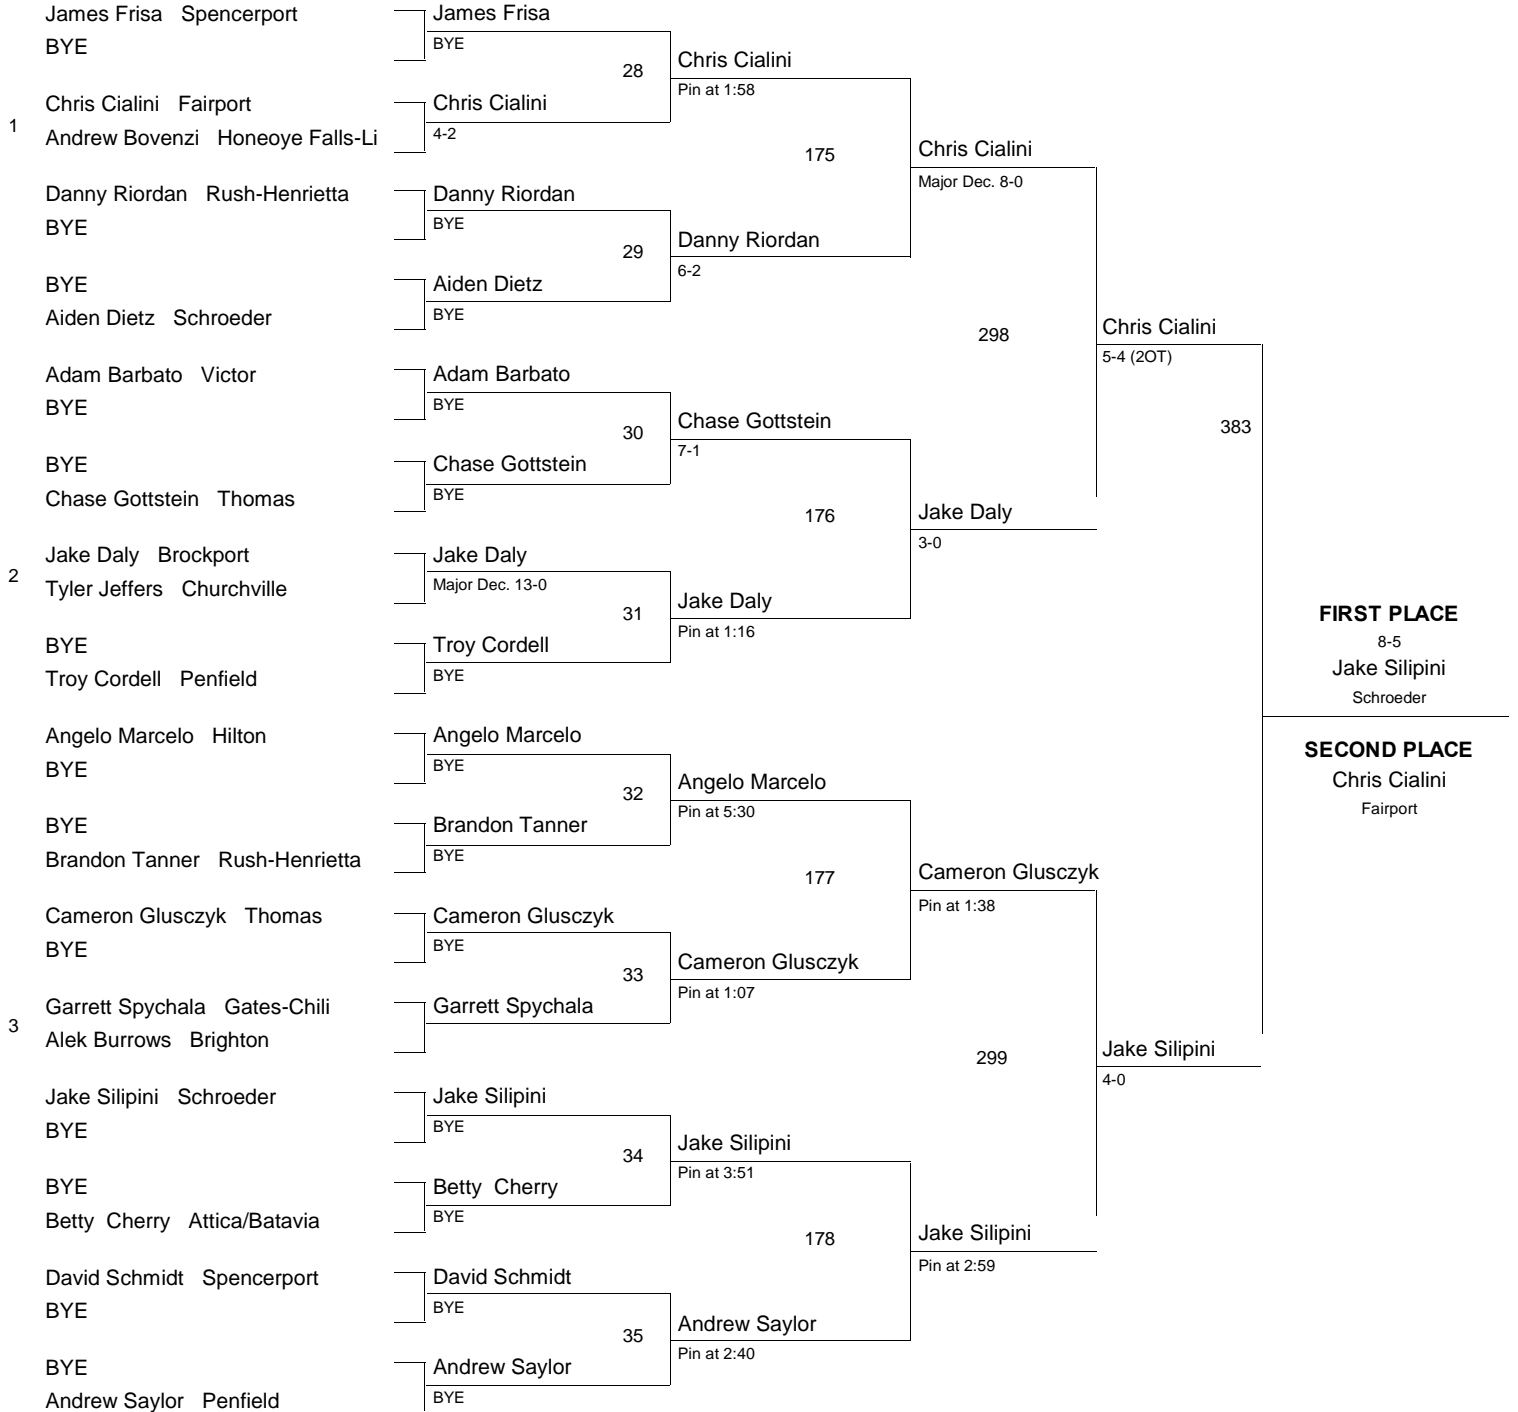 James Frisa Spencerport
BYE
1
Chris Cialini Fairport
Andrew Bovenzi Honeoye Falls-Li
Danny Riordan Rush-Henrietta
BYE
BYE
Aiden Dietz Schroeder
Adam Barbato Victor
BYE
BYE
Chase Gottstein Thomas
2
Jake Daly Brockport
Tyler Jeffers Churchville
BYE
Troy Cordell Penfield
Angelo Marcelo Hilton
BYE
BYE
Brandon Tanner Rush-Henrietta
Cameron Glusczyk Thomas
BYE
3
Garrett Spychala Gates-Chili
Alek Burrows Brighton
Jake Silipini Schroeder
BYE
BYE
Betty Cherry Attica/Batavia
David Schmidt Spencerport
BYE
BYE
Andrew Saylor Penfield
James Frisa
BYE
28
Chris Cialini
4-2
Danny Riordan
BYE
29
Aiden Dietz
BYE
Adam Barbato
BYE
30
Chase Gottstein
BYE
Jake Daly
Major Dec. 13-0
31
Troy Cordell
BYE
Angelo Marcelo
BYE
32
Brandon Tanner
BYE
Cameron Glusczyk
BYE
33
Garrett Spychala
Jake Silipini
BYE
34
Betty Cherry
BYE
David Schmidt
BYE
35
Andrew Saylor
BYE
Chris Cialini
Pin at 1:58
175
Danny Riordan
6-2
Chase Gottstein
7-1
176
Jake Daly
Pin at 1:16
Angelo Marcelo
Pin at 5:30
177
Cameron Glusczyk
Pin at 1:07
Jake Silipini
Pin at 3:51
178
Andrew Saylor
Pin at 2:40
Chris Cialini
Major Dec. 8-0
298
Jake Daly
3-0
Cameron Glusczyk
Pin at 1:38
299
Jake Silipini
Pin at 2:59
Chris Cialini
5-4 (2OT)
383
Jake Silipini
4-0
FIRST PLACE
8-5
Jake Silipini
Schroeder
SECOND PLACE
Chris Cialini
Fairport